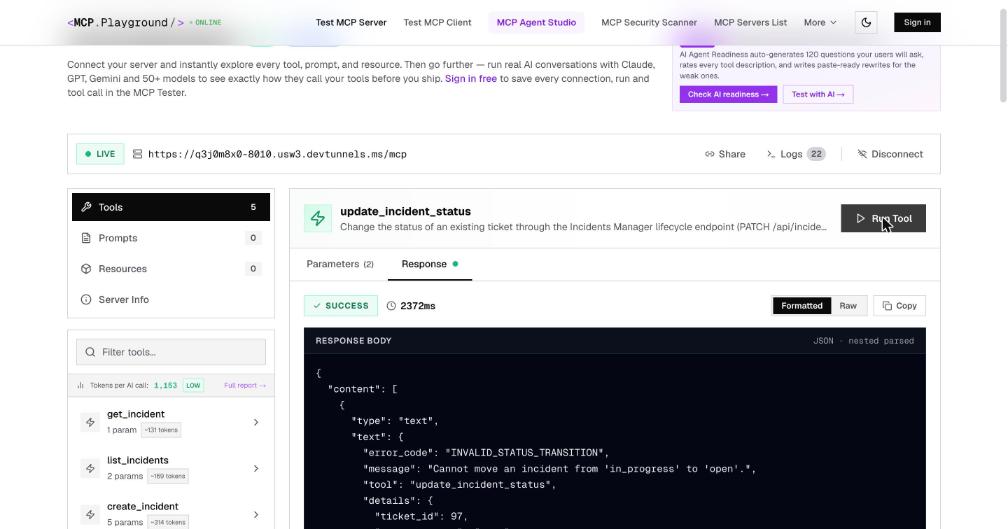 <MCP.Playground/> ONLINE
Test MCP Server
Test MCP Client
MCP Agent Studio
MCP Security Scanner
MCP Servers List
More
Sign in
Connect your server and instantly explore every tool, prompt, and resource. Then go further — run real AI conversations with Claude,
GPT, Gemini and 50+ models to see exactly how they call your tools before you ship. Sign in free to save every connection, run and
tool call in the MCP Tester.
AI Agent Readiness auto-generates 120 questions your users will ask,
rates every tool description, and writes paste-ready rewrites for the
weak ones.
Check AI readiness →
Test with AI →
LIVE
https://q3j0m8x0-8010.usw3.devtunnels.ms/mcp
Share
Logs 22
Disconnect
Tools 5
Prompts 0
Resources 0
Server Info
Filter tools...
Tokens per AI call: 1,153 LOW Full report →
get_incident
1 param ~131 tokens
list_incidents
2 params ~169 tokens
create_incident
5 params ~314 tokens
update_incident_status
Change the status of an existing ticket through the Incidents Manager lifecycle endpoint (PATCH /api/incide...
Run Tool
Parameters (2)
Response
SUCCESS
2372ms
Formatted
Raw
Copy
RESPONSE BODY
JSON · nested parsed
{
"content": [
{
"type": "text",
"text": {
"error_code": "INVALID_STATUS_TRANSITION",
"message": "Cannot move an incident from 'in_progress' to 'open'.",
"tool": "update_incident_status",
"details": {
"ticket_id": 97,